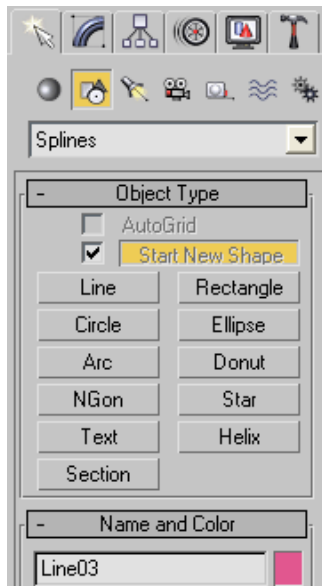 Splines
- Object Type
AutoGrid
Start New Shape
Line Rectangle
Circle Ellipse
Arc Donut
NGon Star
Text Helix
Section
- Name and Color
Line03